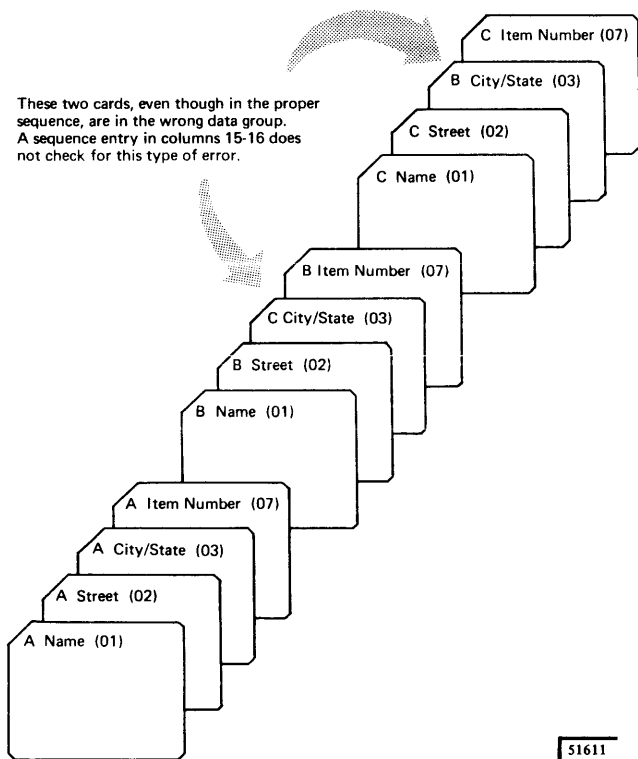 C Item Number (07)
B City/State (03)
C Street (02)
C Name (01)
These two cards, even though in the proper
sequence, are in the wrong data group.
A sequence entry in columns 15-16 does
not check for this type of error.
B Item Number (07)
C City/State (03)
B Street (02)
B Name (01)
A Item Number (07)
A City/State (03)
A Street (02)
A Name (01)
51611